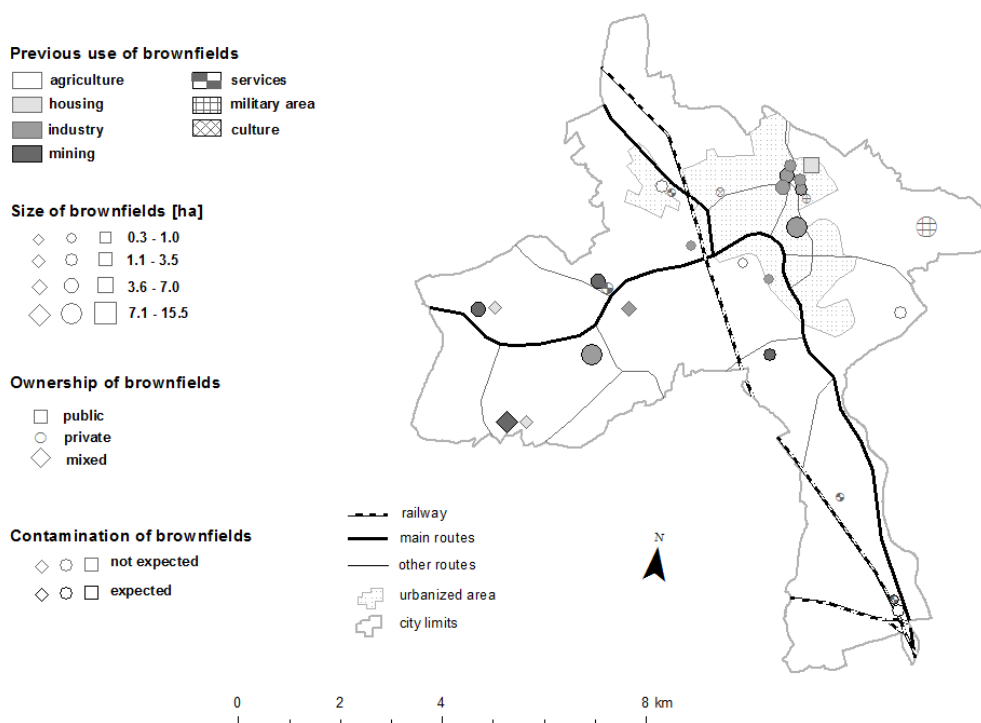 Previous use of brownfields
agriculture
services
housing
military area
industry
culture
mining
Size of brownfields [ha]
0.3 - 1.0
1.1 - 3.5
3.6 - 7.0
7.1 - 15.5
Ownership of brownfields
public
private
mixed
Contamination of brownfields
not expected
expected
railway
main routes
other routes
urbanized area
city limits
N
0 2 4 6 8 km